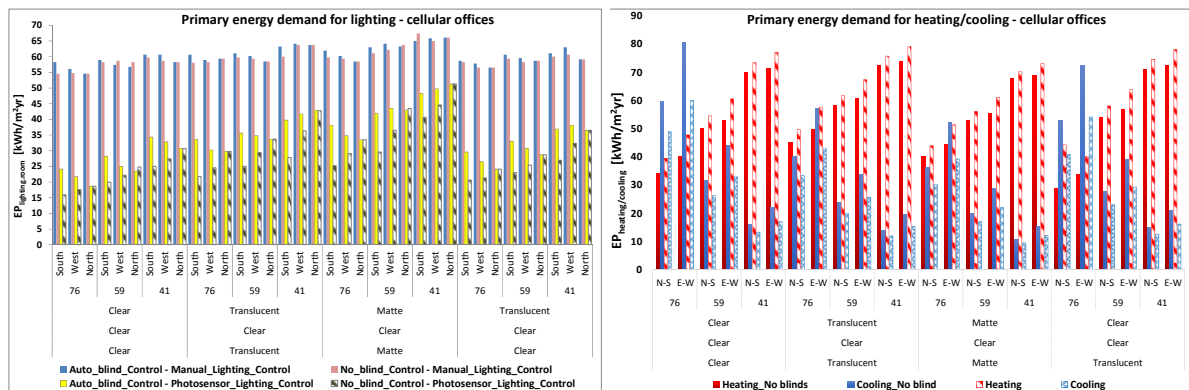 Primary energy demand for lighting - cellular offices
EP lighting,room [kWh/m²yr]
70
65
60
55
50
45
40
35
30
25
20
15
10
5
0
South West North South West North South West North South West North South West North South West North South West North South West North South West North South West North South West North South West North
76 59 41 76 59 41 76 59 41 76 59 41
Clear Translucent Matte Translucent
Clear Clear Clear Clear
Clear Translucent Matte Clear
Auto_blind_Control - Manual_Lighting_Control No_blind_Control - Manual_Lighting_Control
Auto_blind_Control - Photosensor_Lighting_Control No_blind_Control - Photosensor_Lighting_Control
Primary energy demand for heating/cooling - cellular offices
EP heating/cooling [kWh/m²yr]
90
80
70
60
50
40
30
20
10
0
N-S E-W N-S E-W N-S E-W N-S E-W N-S E-W N-S E-W N-S E-W N-S E-W N-S E-W N-S E-W N-S E-W N-S E-W
76 59 41 76 59 41 76 59 41 76 59 41
Clear Translucent Matte Clear
Clear Clear Clear Clear
Clear Translucent Matte Translucent
Heating_No blinds Cooling_No blind Heating Cooling